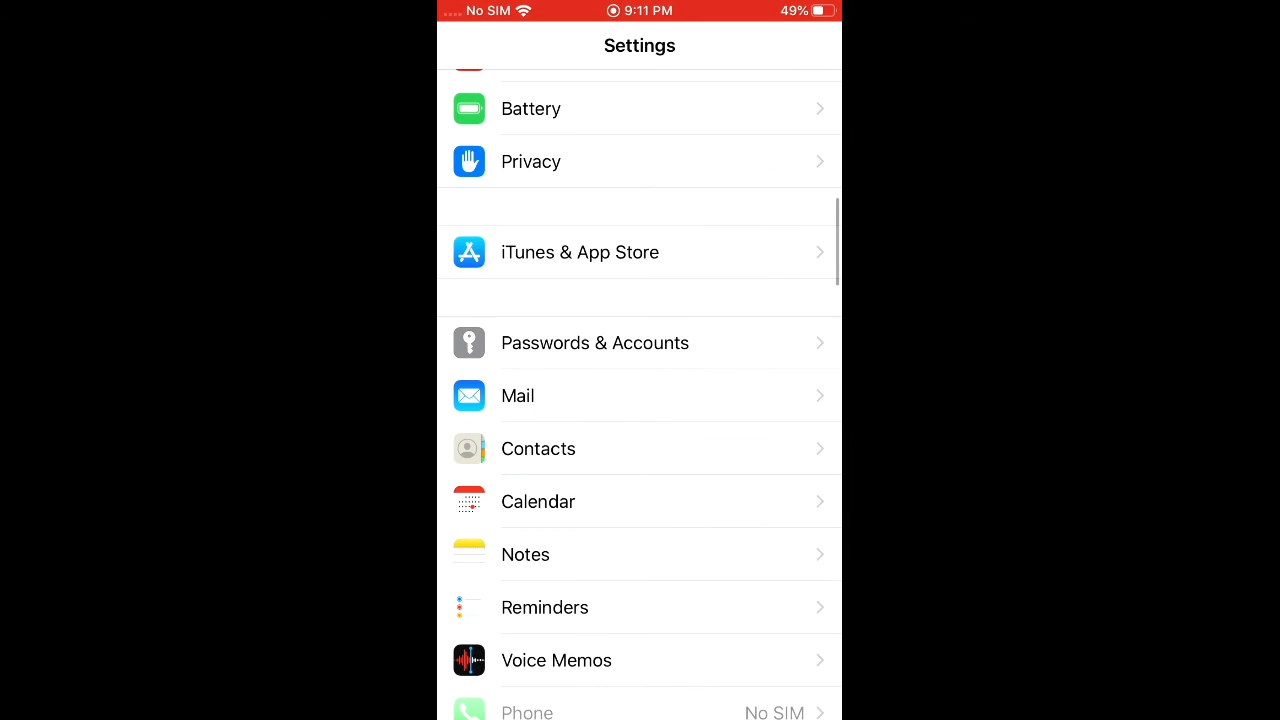 No SIM 9:11 PM 49%
Settings
Battery
Privacy
iTunes & App Store
Passwords & Accounts
Mail
Contacts
Calendar
Notes
Reminders
Voice Memos
Phone No SIM